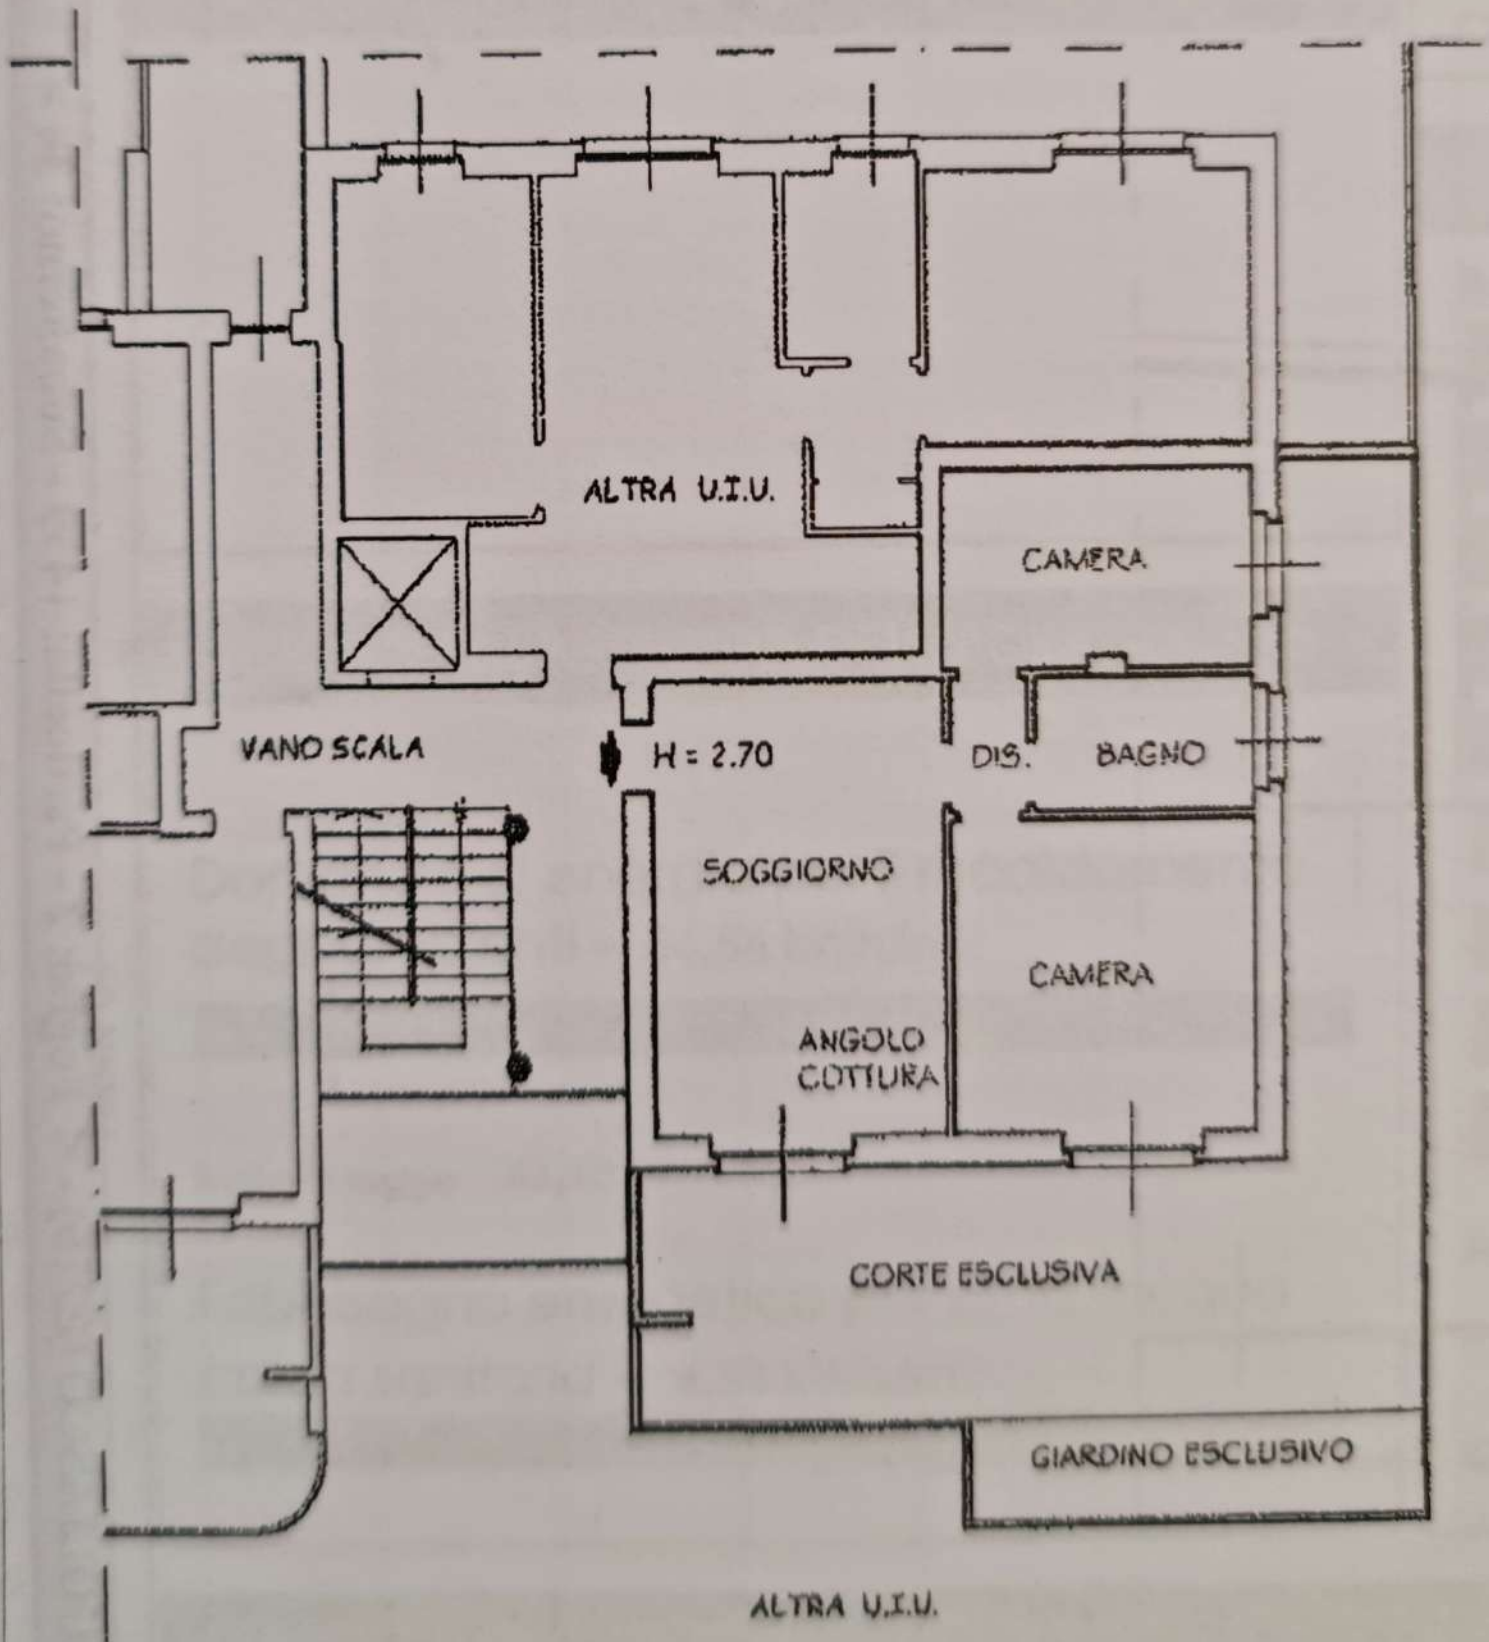 ALTRA U.I.U.
CAMERA
VANO SCALA
H = 2.70
DIS.
BAGNO
SOGGIORNO
CAMERA
ANGOLO
COTTURA
CORTE ESCLUSIVA
GIARDINO ESCLUSIVO
ALTRA U.I.U.